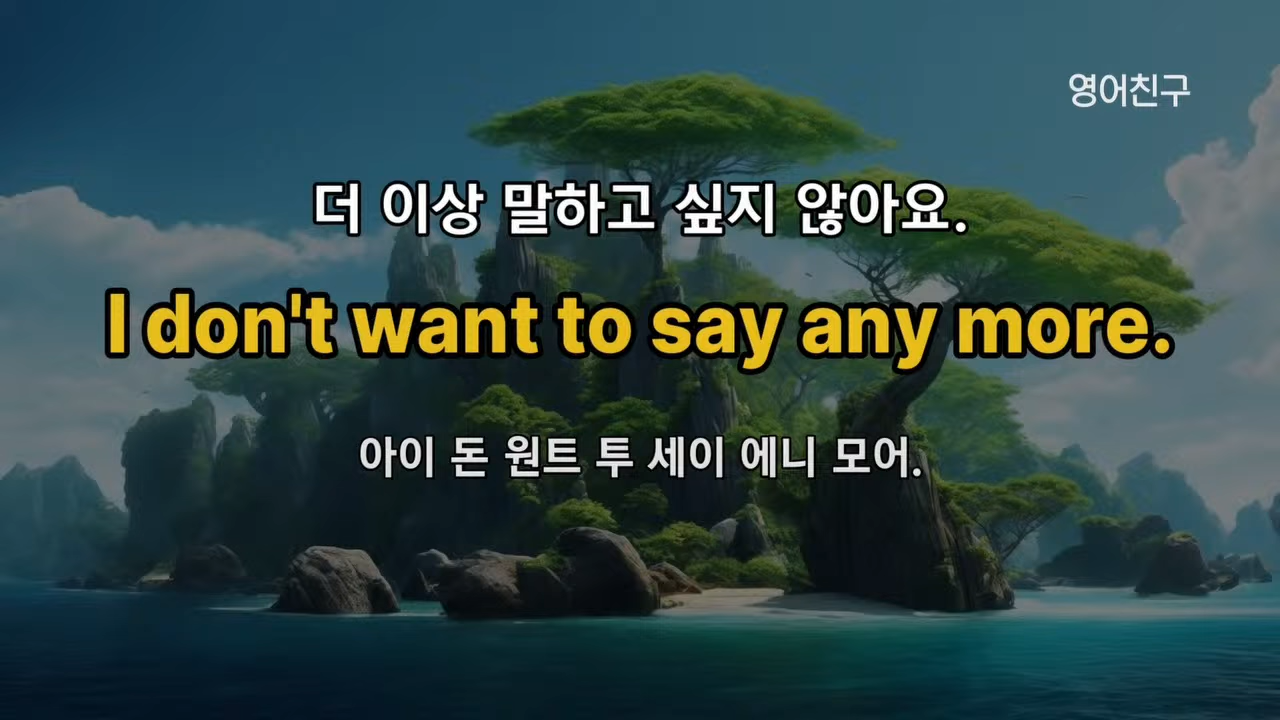 영어친구
더 이상 말하고 싶지 않아요.
I don't want to say any more.
아이 돈 원트 투 세이 에니 모어.